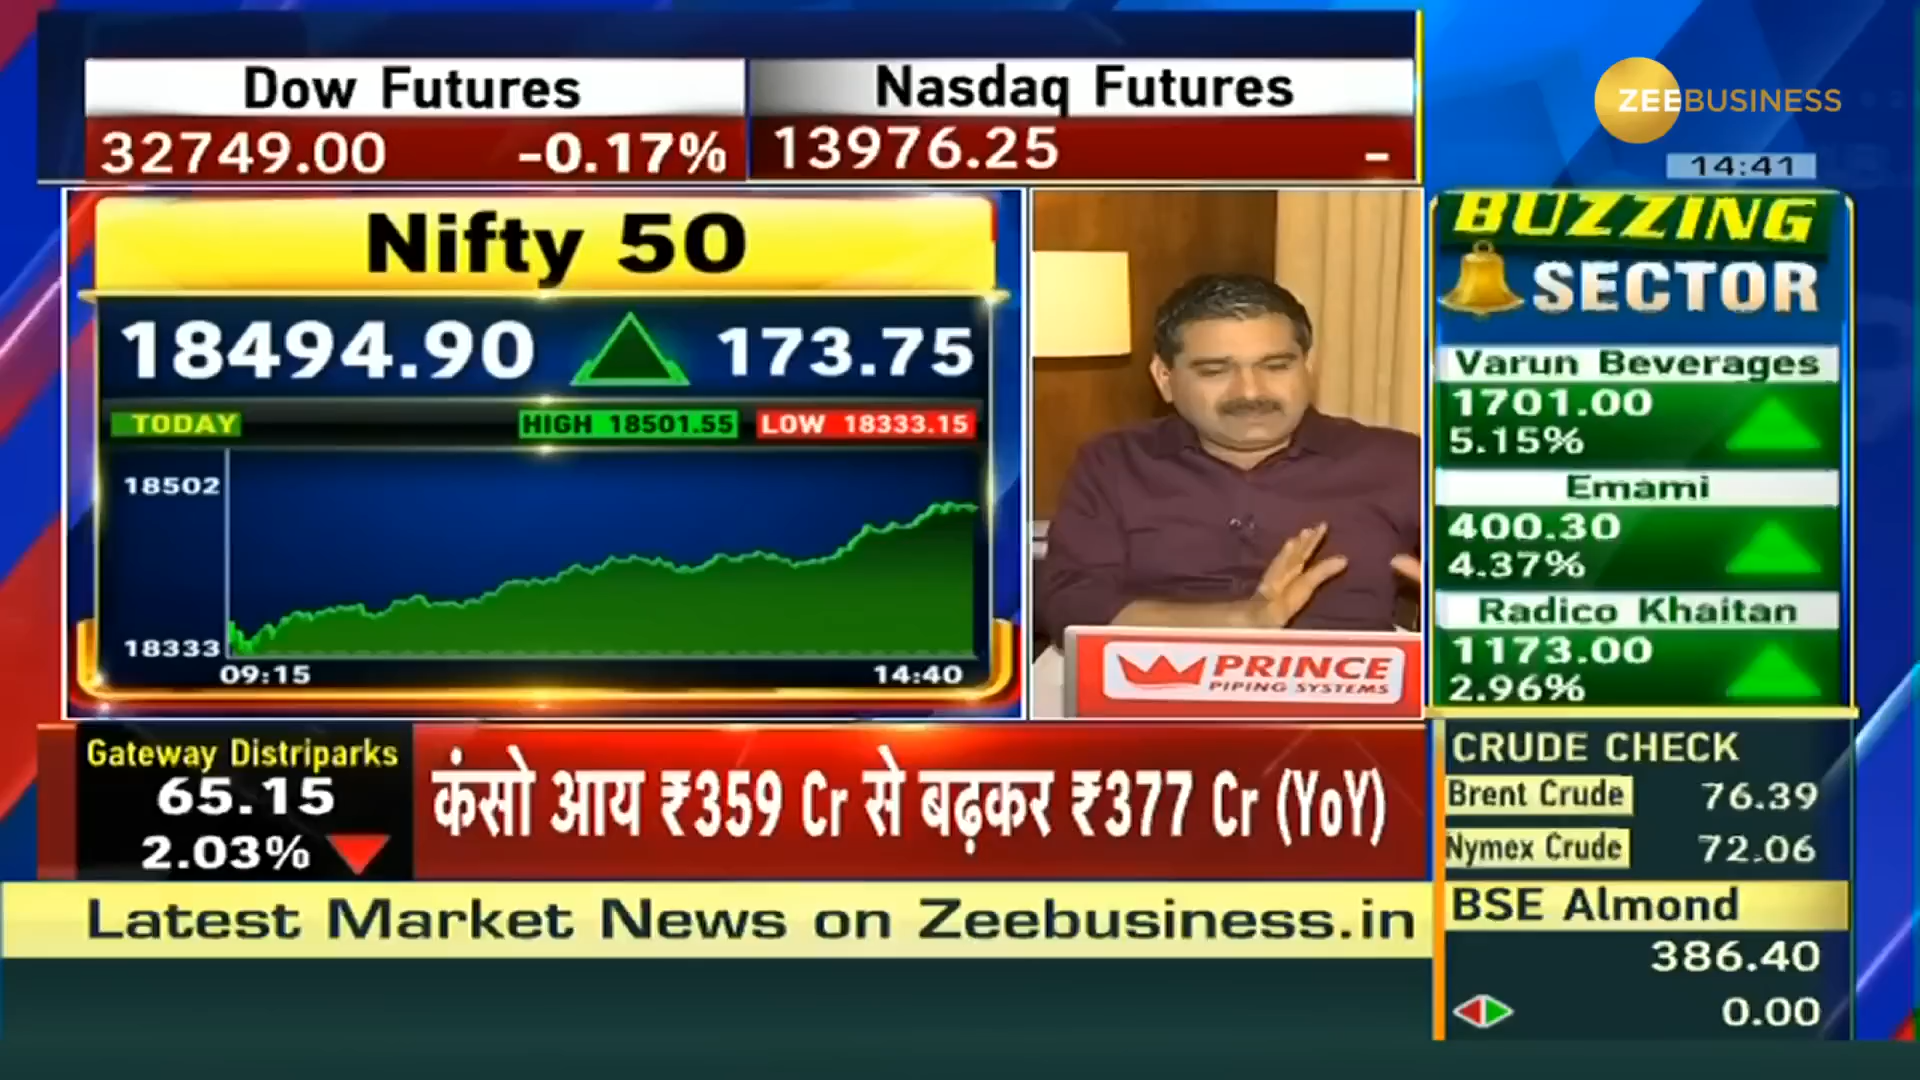 Dow Futures
32749.00 -0.17%
Nasdaq Futures
13976.25 -
ZEEBUSINESS
14:41
Nifty 50
18494.90 173.75
TODAY HIGH 18501.55 LOW 18333.15
18502
18333
09:15 14:40
PRINCE
PIPING SYSTEMS
BUZZING
SECTOR
Varun Beverages
1701.00
5.15%
Emami
400.30
4.37%
Radico Khaitan
1173.00
2.96%
Gateway Distriparks
65.15
2.03%
कंसो आय ₹359 Cr से बढ़कर ₹377 Cr (YoY)
CRUDE CHECK
Brent Crude 76.39
Nymex Crude 72.06
BSE Almond
386.40
0.00
Latest Market News on Zeebusiness.in